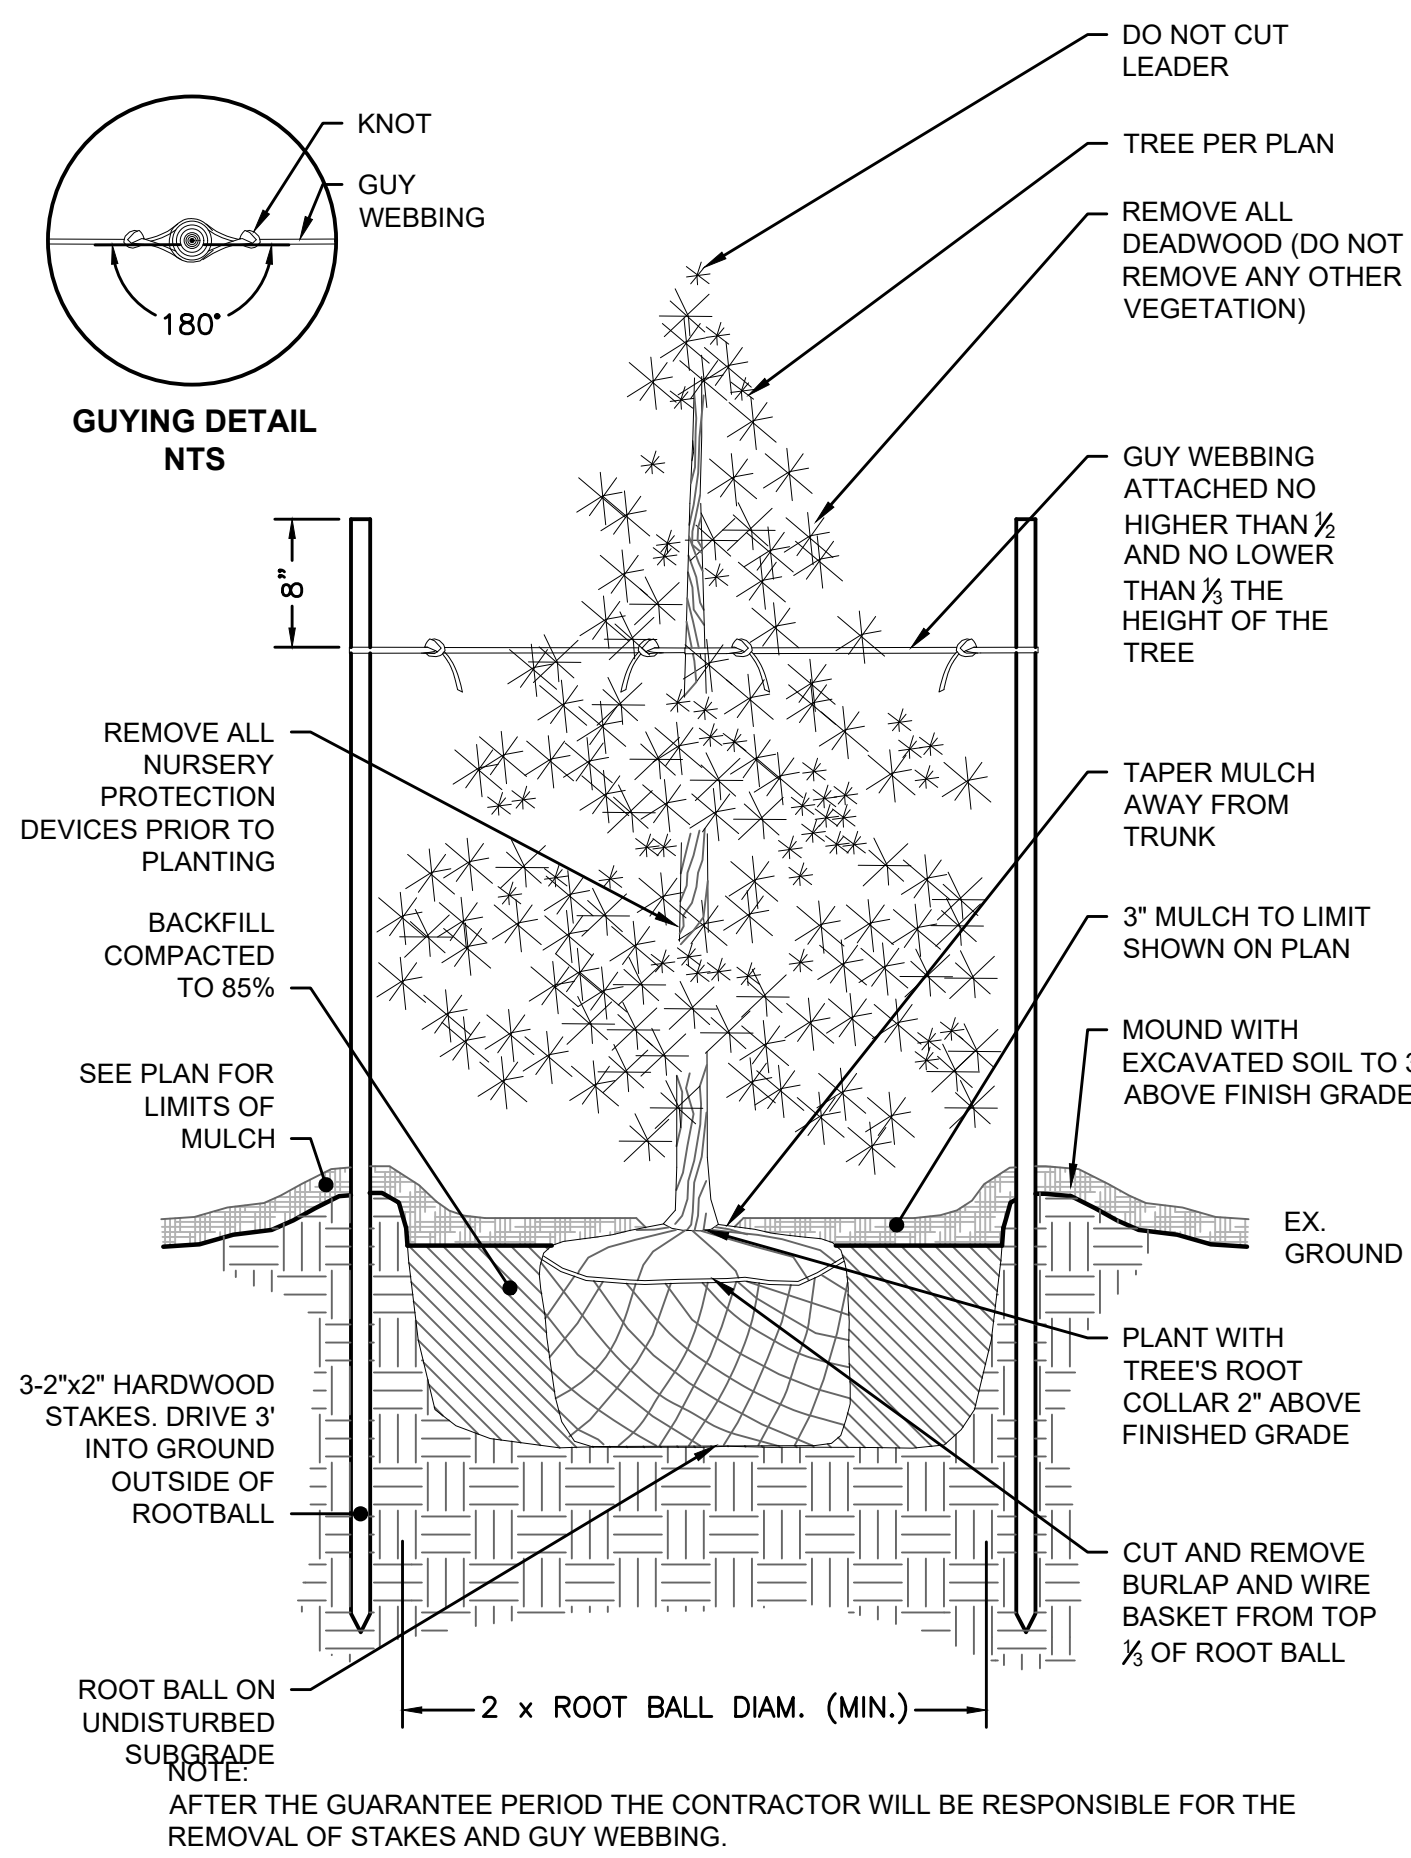 DO NOT CUT
LEADER
KNOT
TREE PER PLAN
GUY
WEBBING
REMOVE ALL
DEADWOOD (DO NOT
REMOVE ANY OTHER
VEGETATION)
180°
GUYING DETAIL
NTS
GUY WEBBING
ATTACHED NO
HIGHER THAN ½
AND NO LOWER
THAN ⅓ THE
HEIGHT OF THE
TREE
8"
REMOVE ALL
NURSERY
PROTECTION
DEVICES PRIOR TO
PLANTING
TAPER MULCH
AWAY FROM
TRUNK
BACKFILL
COMPACTED
TO 85%
3" MULCH TO LIMIT
SHOWN ON PLAN
MOUND WITH
EXCAVATED SOIL TO 3
ABOVE FINISH GRADE
SEE PLAN FOR
LIMITS OF
MULCH
EX.
GROUND
PLANT WITH
TREE'S ROOT
COLLAR 2" ABOVE
FINISHED GRADE
3-2"x2" HARDWOOD
STAKES. DRIVE 3'
INTO GROUND
OUTSIDE OF
ROOTBALL
CUT AND REMOVE
BURLAP AND WIRE
BASKET FROM TOP
⅓ OF ROOT BALL
ROOT BALL ON
UNDISTURBED
SUBGRADE
2 x ROOT BALL DIAM. (MIN.)
NOTE:
AFTER THE GUARANTEE PERIOD THE CONTRACTOR WILL BE RESPONSIBLE FOR THE
REMOVAL OF STAKES AND GUY WEBBING.